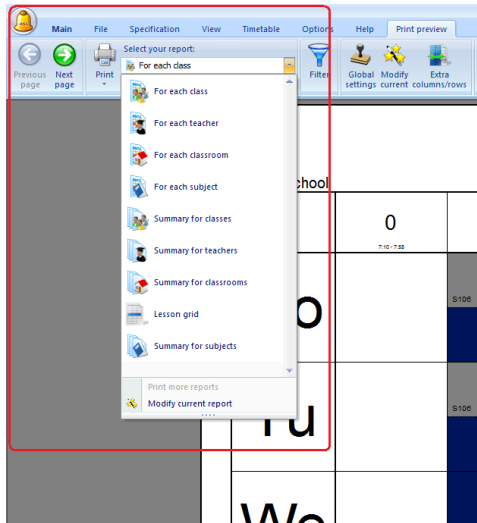 Main File Specification View Timetable Options Help Print preview
Select your report:
For each class
Previous page
Next page
Print
Filter
Global settings
Modify current
Extra columns/rows
For each class
For each teacher
For each classroom
For each subject
Summary for classes
Summary for teachers
Summary for classrooms
Lesson grid
Summary for subjects
Print more reports
Modify current report
chool
0
7:10 - 7:55
S106
o
S106
Tu
We